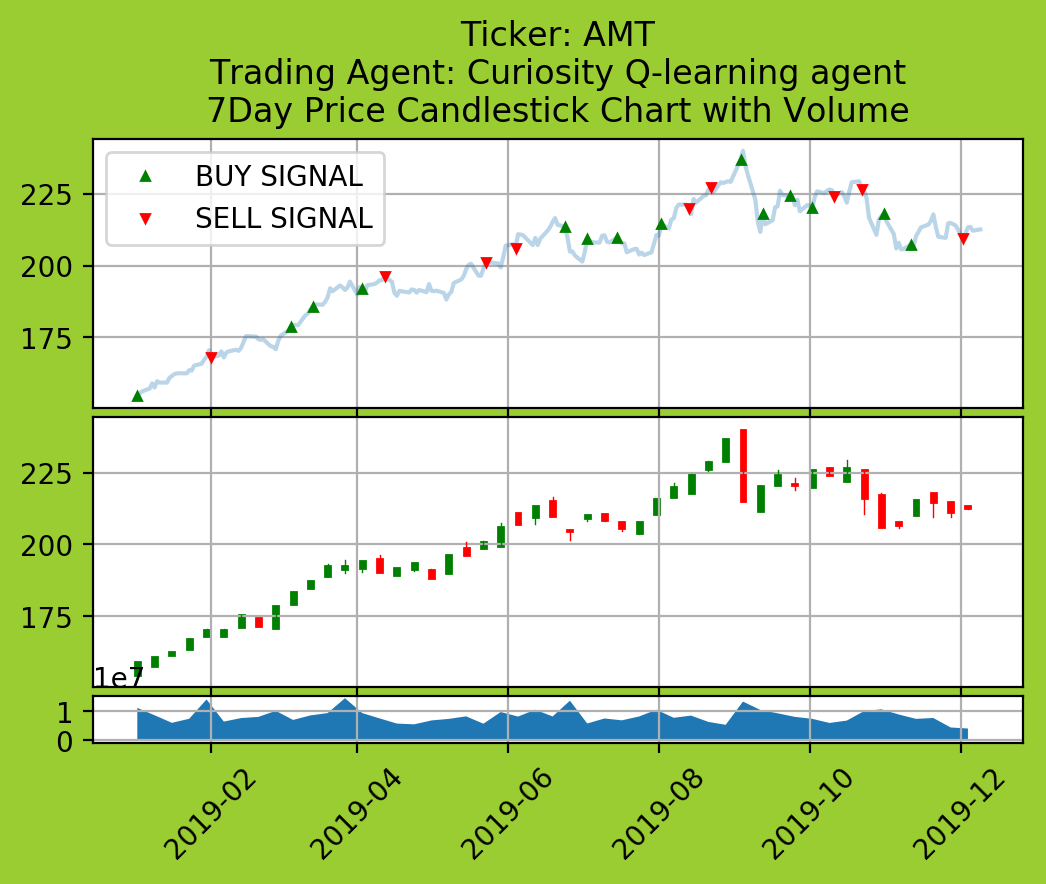 Ticker: AMT
Trading Agent: Curiosity Q-learning agent
7Day Price Candlestick Chart with Volume
BUY SIGNAL
SELL SIGNAL
225
200
175
225
200
175
1e7
1
0
2019-02
2019-04
2019-06
2019-08
2019-10
2019-12